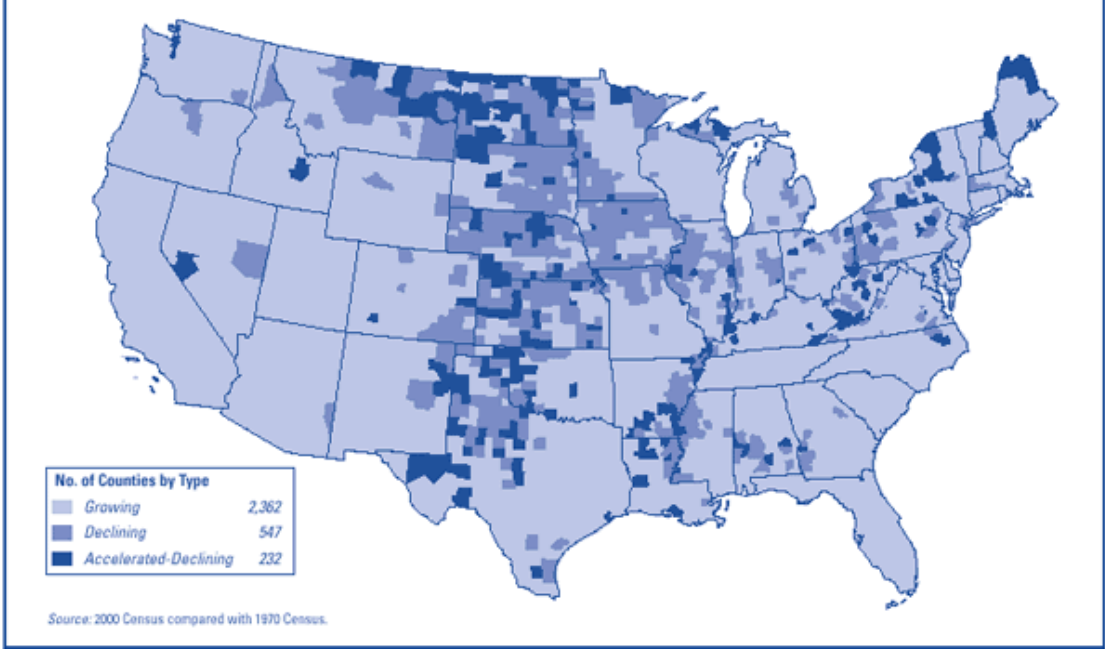 No. of Counties by Type
Growing 2,362
Declining 547
Accelerated-Declining 232
Source: 2000 Census compared with 1970 Census.